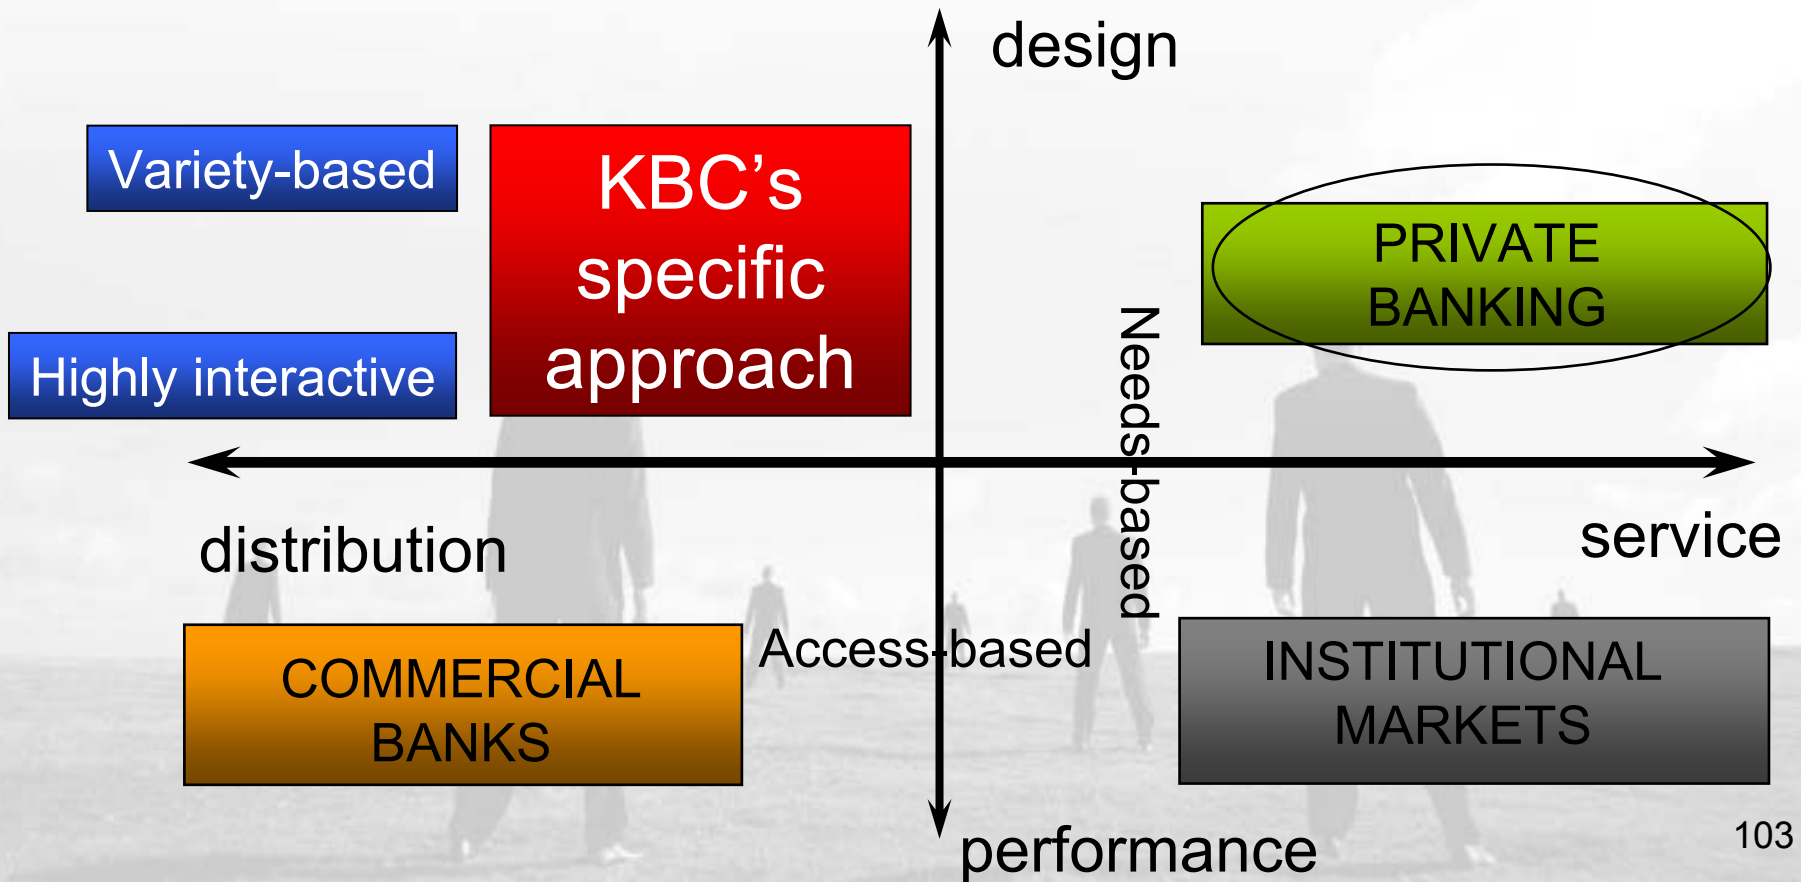 design
Variety-based
KBC’s
specific
approach
PRIVATE
BANKING
Highly interactive
Needs-based
distribution
service
COMMERCIAL
BANKS
Access-based
INSTITUTIONAL
MARKETS
performance
103